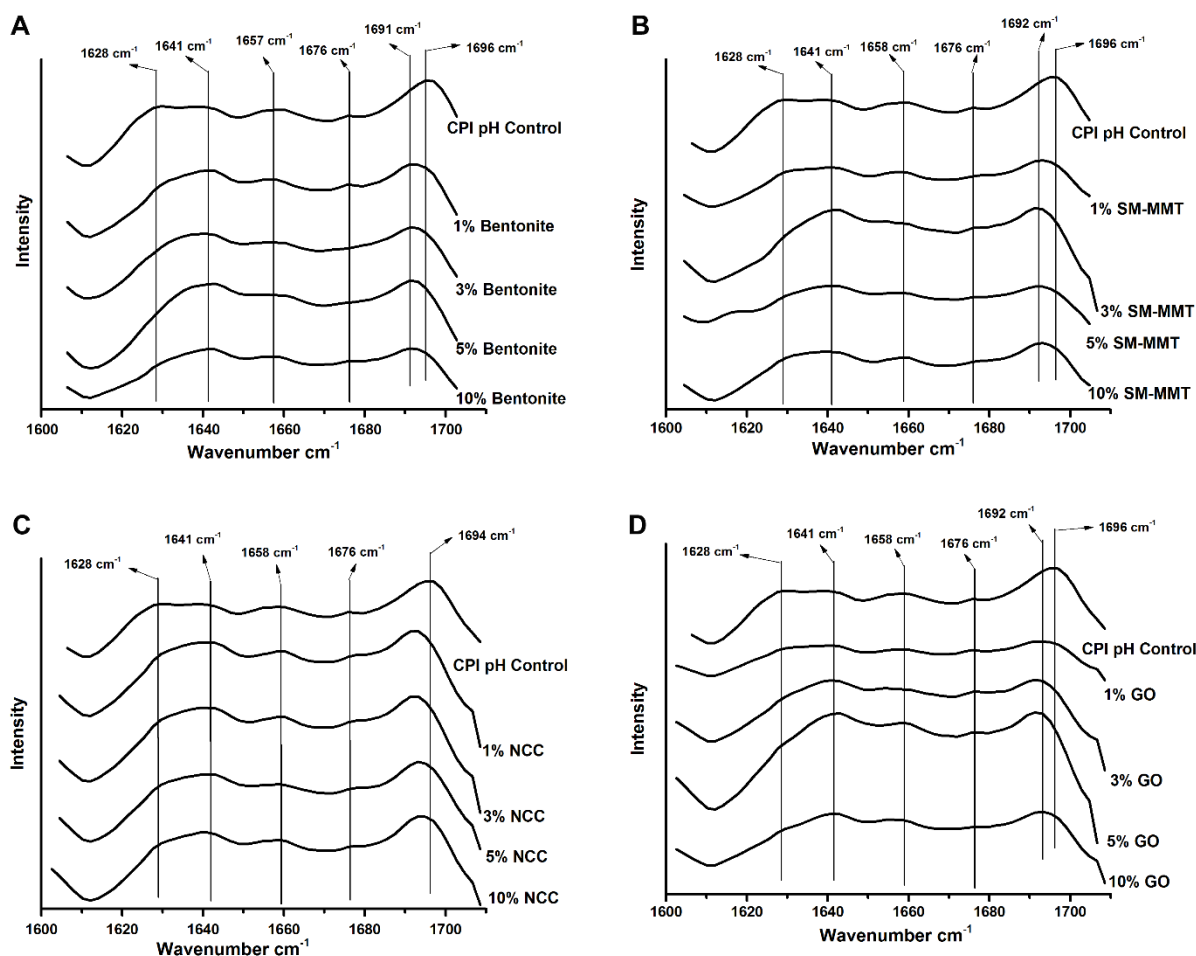 A
1628 cm-1
1641 cm-1
1657 cm-1
1676 cm-1
1691 cm-1
1696 cm-1
CPI pH Control
1% Bentonite
3% Bentonite
5% Bentonite
10% Bentonite
Intensity
1600 1620 1640 1660 1680 1700
Wavenumber cm-1
B
1628 cm-1
1641 cm-1
1658 cm-1
1676 cm-1
1692 cm-1
1696 cm-1
CPI pH Control
1% SM-MMT
3% SM-MMT
5% SM-MMT
10% SM-MMT
Intensity
1600 1620 1640 1660 1680 1700
Wavenumber cm-1
C
1628 cm-1
1641 cm-1
1658 cm-1
1676 cm-1
1694 cm-1
CPI pH Control
1% NCC
3% NCC
5% NCC
10% NCC
Intensity
1600 1620 1640 1660 1680 1700
Wavenumber cm-1
D
1628 cm-1
1641 cm-1
1658 cm-1
1676 cm-1
1692 cm-1
1696 cm-1
CPI pH Control
1% GO
3% GO
5% GO
10% GO
Intensity
1600 1620 1640 1660 1680 1700
Wavenumber cm-1